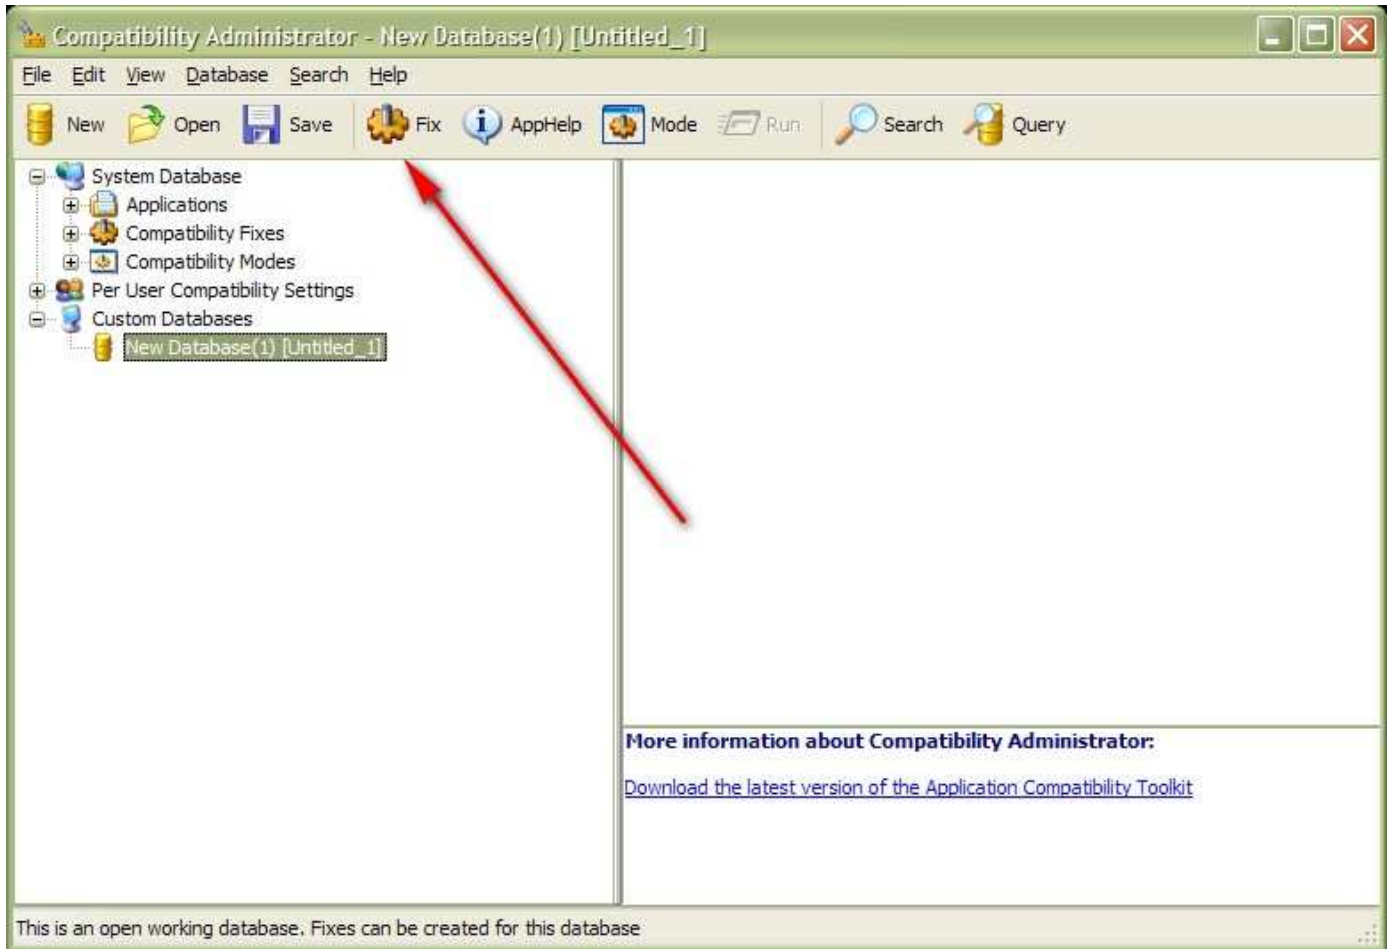 Compatibility Administrator - New Database(1) [Untitled_1]
File Edit View Database Search Help
New Open Save Fix AppHelp Mode Run Search Query
System Database
Applications
Compatibility Fixes
Compatibility Modes
Per User Compatibility Settings
Custom Databases
New Database(1) [Untitled_1]
More information about Compatibility Administrator:
Download the latest version of the Application Compatibility Toolkit
This is an open working database. Fixes can be created for this database